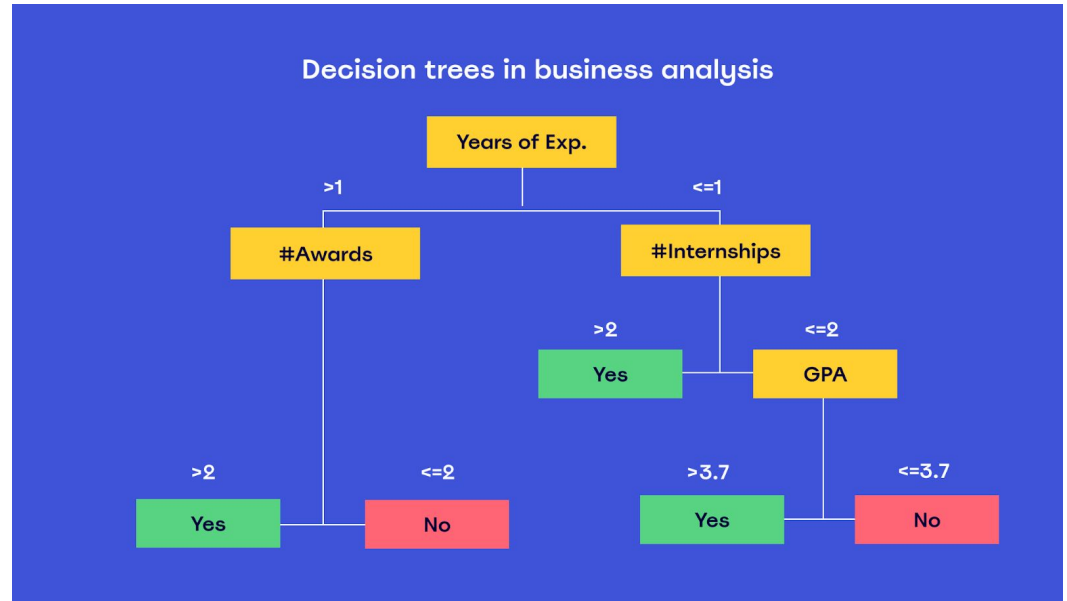 Decision trees in business analysis
Years of Exp.
>1
<=1
#Awards
#Internships
>2
<=2
Yes
GPA
>2
<=2
>3.7
<=3.7
Yes
No
Yes
No